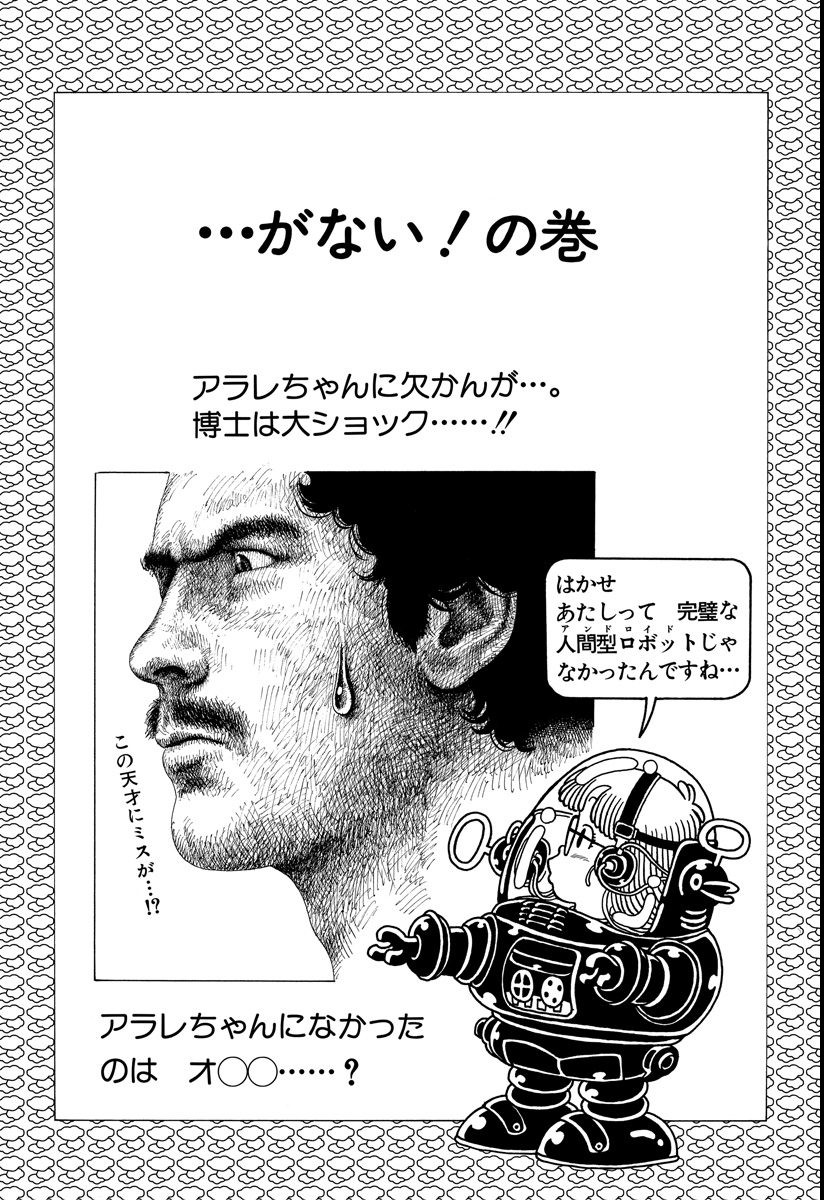 …がない！の巻
アラレちゃんに欠かんが…。
博士は大ショック……!!
はかせ
あたしって　完璧な
人間型ロボットじゃ
アンドロイド
なかったんですね…
この天才にミスが…!?
アラレちゃんになかった
のは　オ◯◯……？